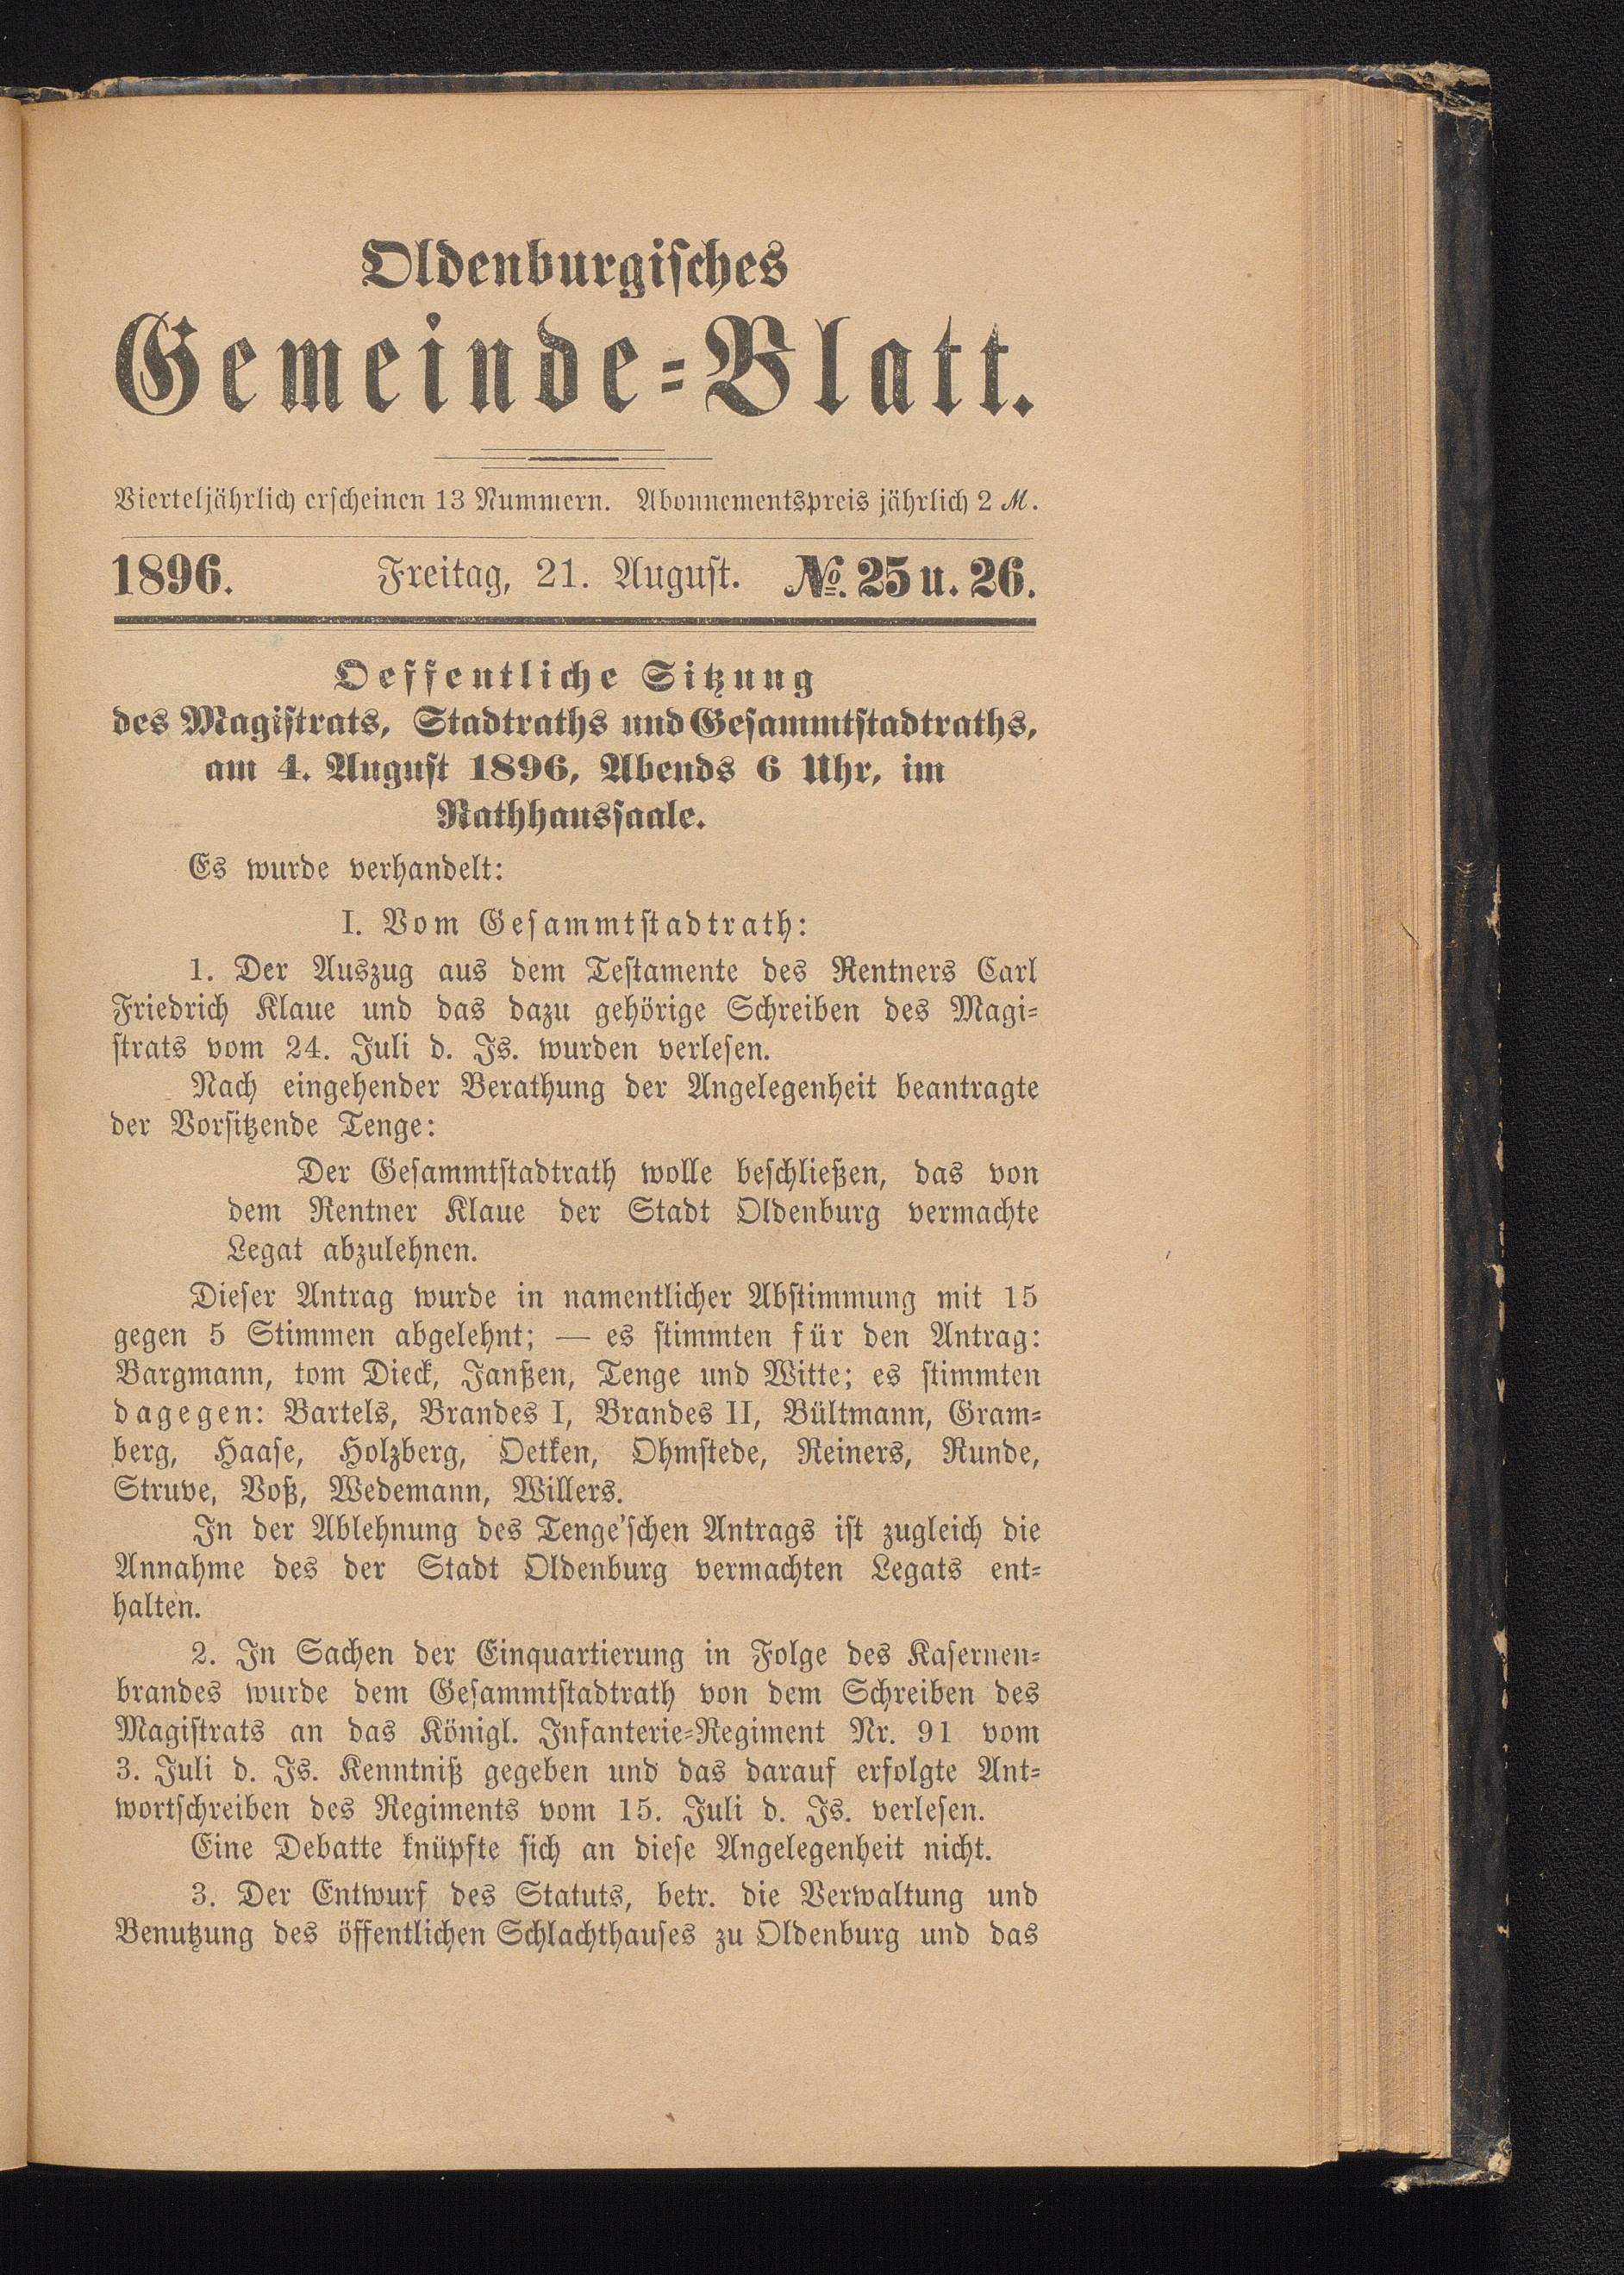 Oldenburgisches
Gemeinde-Blatt.
Vierteljährlich erscheinen 13 Nummern. Abonnementspreis jährlich 2 ℳ.
1896. Freitag, 21. August. №. 25 u. 26.
Oeffentliche Sitzung
des Magistrats, Stadtraths und Gesammtstadtraths,
am 4. August 1896, Abends 6 Uhr, im
Rathhaussaale.
Es wurde verhandelt:
I. Vom Gesammtstadtrath:
1. Der Auszug aus dem Testamente des Rentners Carl
Friedrich Klaue und das dazu gehörige Schreiben des Magi-
strats vom 24. Juli d. Js. wurden verlesen.
Nach eingehender Berathung der Angelegenheit beantragte
der Vorsitzende Tenge:
Der Gesammtstadtrath wolle beschließen, das von
dem Rentner Klaue der Stadt Oldenburg vermachte
Legat abzulehnen.
Dieser Antrag wurde in namentlicher Abstimmung mit 15
gegen 5 Stimmen abgelehnt; — es stimmten für den Antrag:
Bargmann, tom Dieck, Janßen, Tenge und Witte; es stimmten
dagegen: Bartels, Brandes I, Brandes II, Bültmann, Gram-
berg, Haase, Holzberg, Oetken, Ohmstede, Reiners, Runde,
Struve, Voß, Wedemann, Willers.
In der Ablehnung des Tenge'schen Antrags ist zugleich die
Annahme des der Stadt Oldenburg vermachten Legats ent-
halten.
2. In Sachen der Einquartierung in Folge des Kasernen-
brandes wurde dem Gesammtstadtrath von dem Schreiben des
Magistrats an das Königl. Infanterie-Regiment Nr. 91 vom
3. Juli d. Js. Kenntniß gegeben und das darauf erfolgte Ant-
wortschreiben des Regiments vom 15. Juli d. Js. verlesen.
Eine Debatte knüpfte sich an diese Angelegenheit nicht.
3. Der Entwurf des Statuts, betr. die Verwaltung und
Benutzung des öffentlichen Schlachthauses zu Oldenburg und das